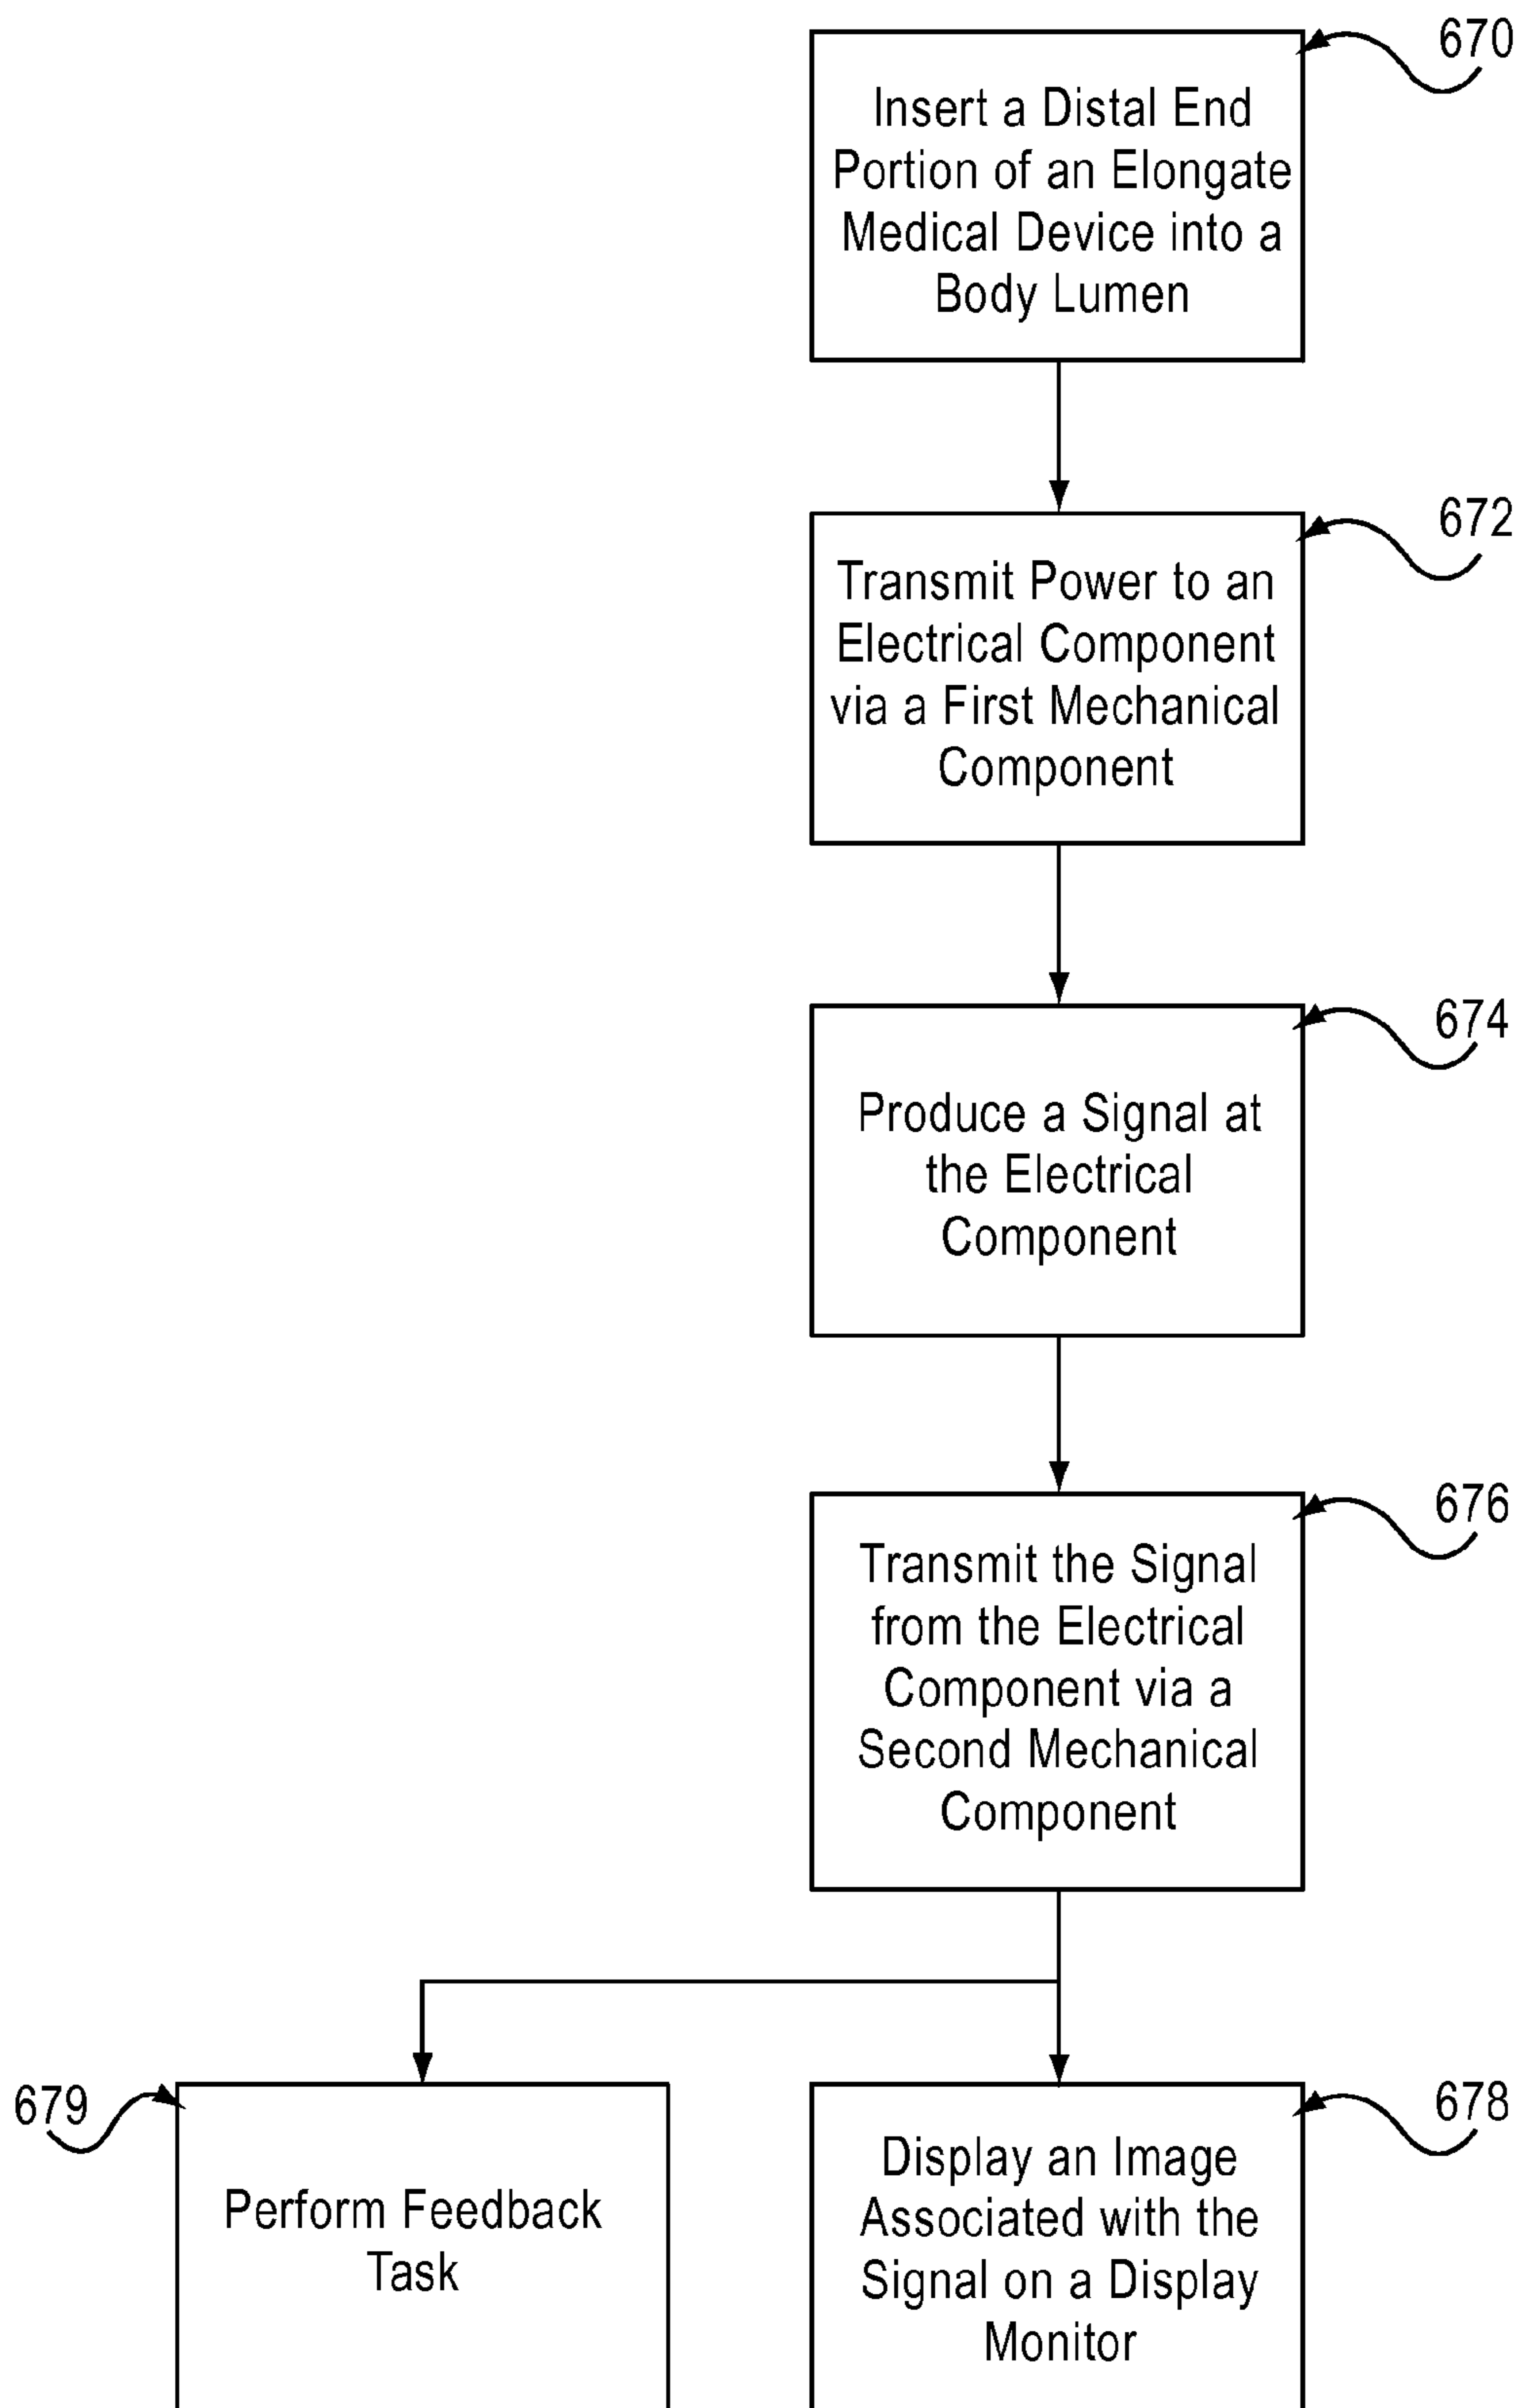 670
Insert a Distal End
Portion of an Elongate
Medical Device into a
Body Lumen
672
Transmit Power to an
Electrical Component
via a First Mechanical
Component
674
Produce a Signal at
the Electrical
Component
676
Transmit the Signal
from the Electrical
Component via a
Second Mechanical
Component
679
Perform Feedback
Task
678
Display an Image
Associated with the
Signal on a Display
Monitor